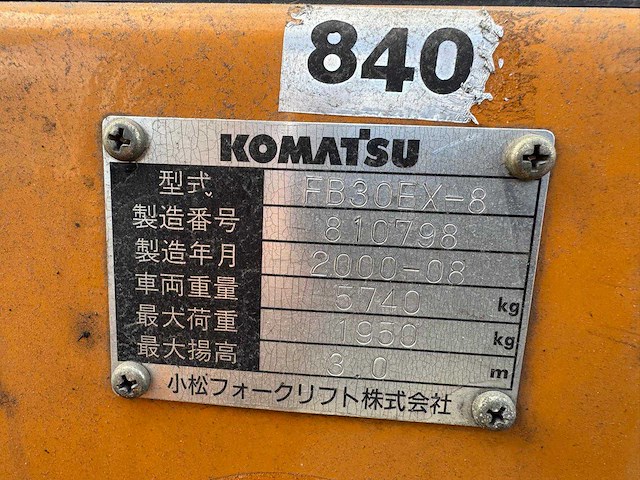 840
KOMATSU
型式 FB30EX-8
製造番号 810798
製造年月 2000-08
車両重量 5740 kg
最大荷重 1950 kg
最大揚高 3.0 m
小松フォークリフト株式会社